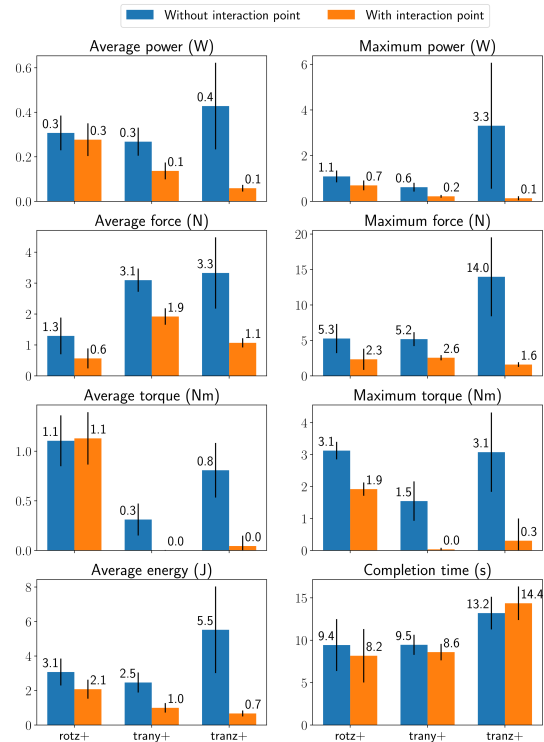 Without interaction point With interaction point
Average power (W)
0.6
0.4
0.2
0.0
0.3 0.3 0.3 0.1 0.4 0.1
Maximum power (W)
6
4
2
0
1.1 0.7 0.6 0.2 3.3 0.1
Average force (N)
4
3
2
1
0
1.3 0.6 3.1 1.9 3.3 1.1
Maximum force (N)
20
15
10
5
0
5.3 2.3 5.2 2.6 14.0 1.6
Average torque (Nm)
1.0
0.5
0.0
1.1 1.1 0.3 0.0 0.8 0.0
Maximum torque (Nm)
4
3
2
1
0
3.1 1.9 1.5 0.0 3.1 0.3
Average energy (J)
8
6
4
2
0
3.1 2.1 2.5 1.0 5.5 0.7
rotz+ trany+ tranz+
Completion time (s)
15
10
5
0
9.4 8.2 9.5 8.6 13.2 14.4
rotz+ trany+ tranz+